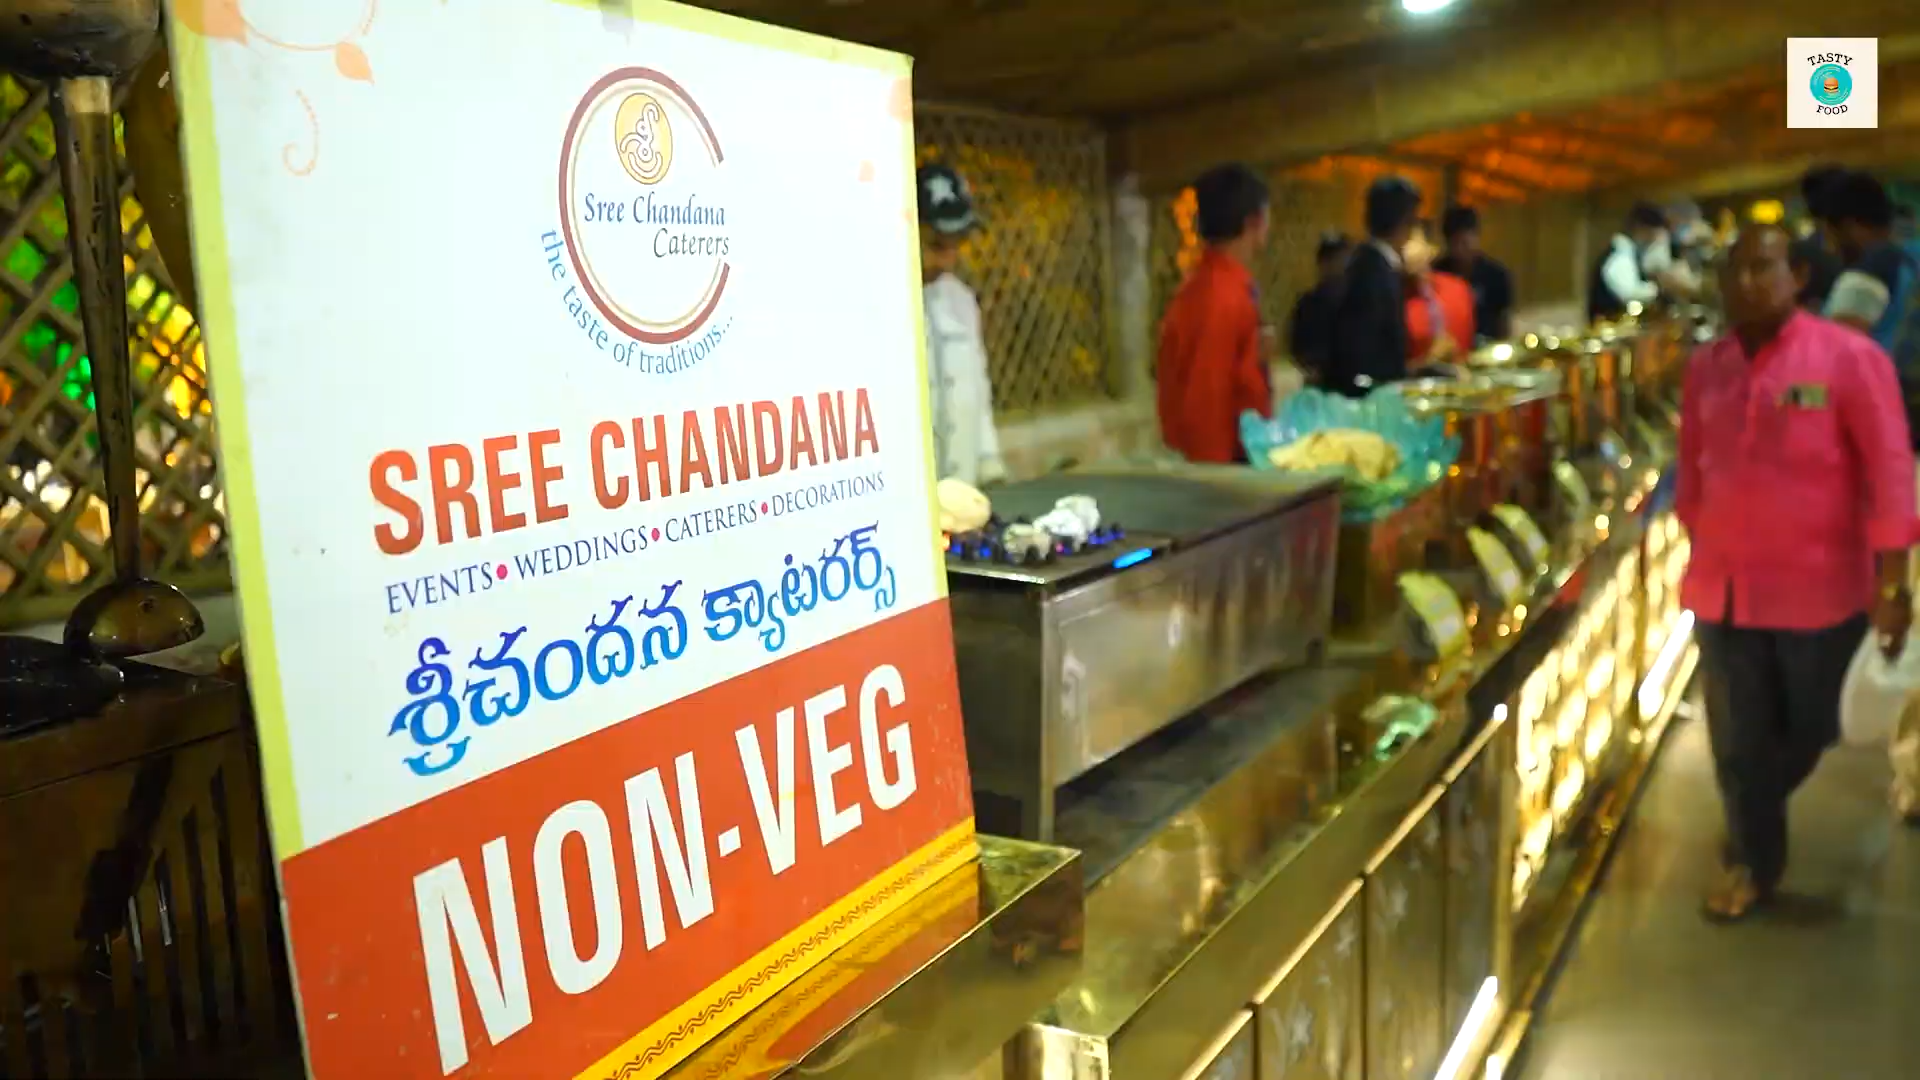 TASTY
FOOD
Sree Chandana
Caterers
the taste of traditions...
SREE CHANDANA
EVENTS • WEDDINGS • CATERERS • DECORATIONS
శ్రీచందన క్యాటరర్స్
NON-VEG